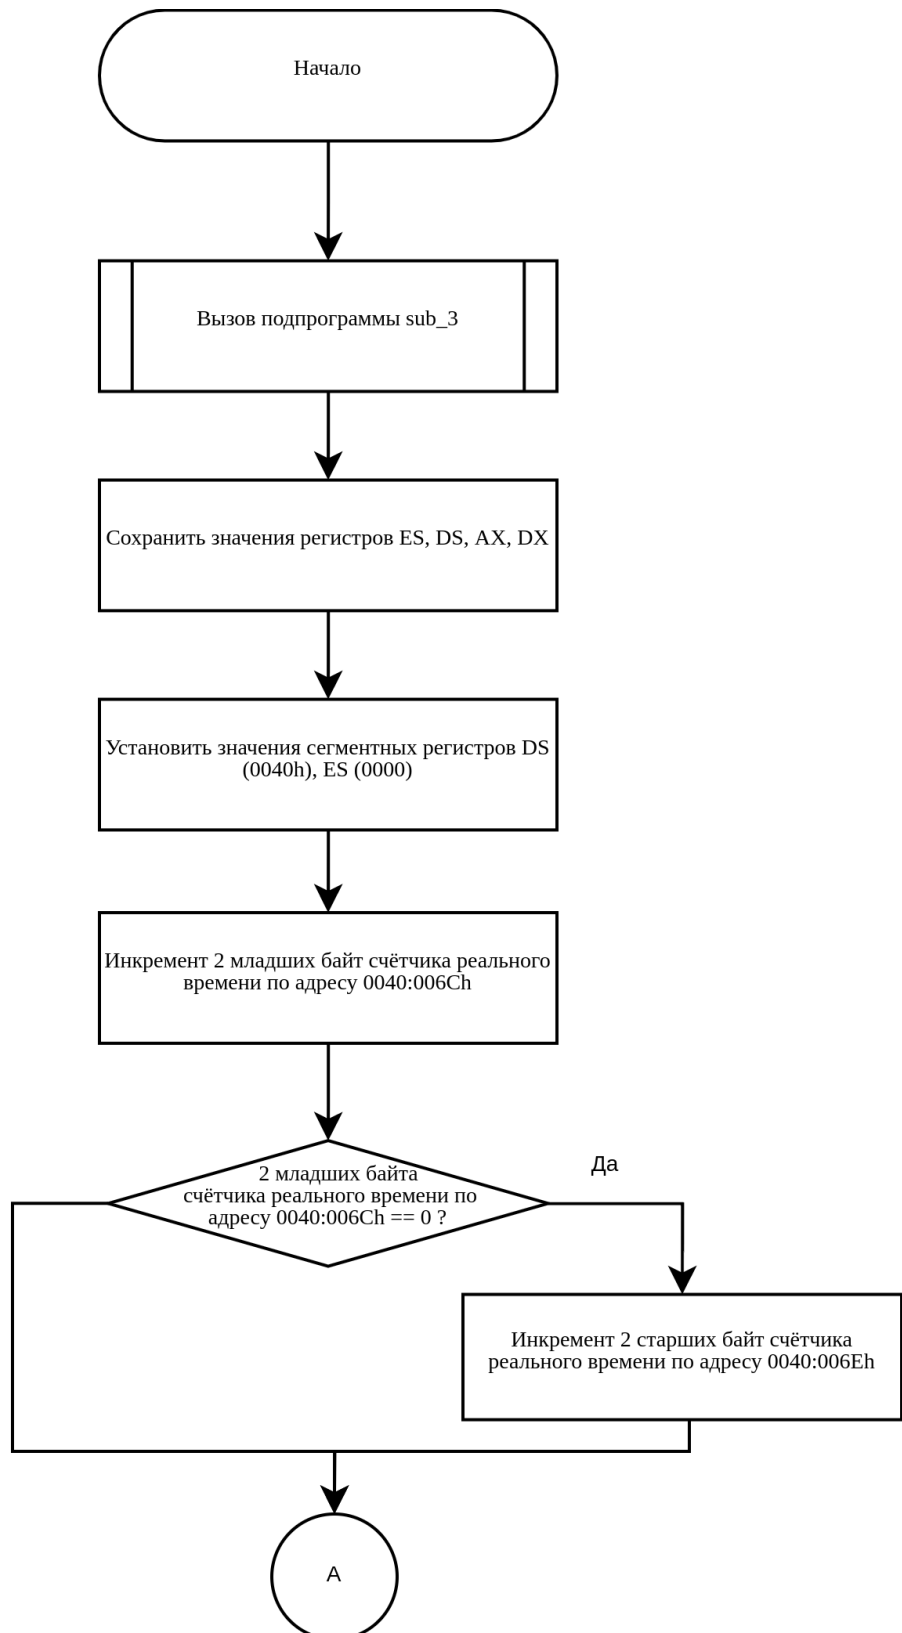 Начало
Вызов подпрограммы sub_3
Сохранить значения регистров ES, DS, AX, DX
Установить значения сегментных регистров DS
(0040h), ES (0000)
Инкремент 2 младших байт счётчика реального
времени по адресу 0040:006Ch
2 младших байта
счётчика реального времени по
адресу 0040:006Ch == 0 ?
Да
Инкремент 2 старших байт счётчика
реального времени по адресу 0040:006Eh
А